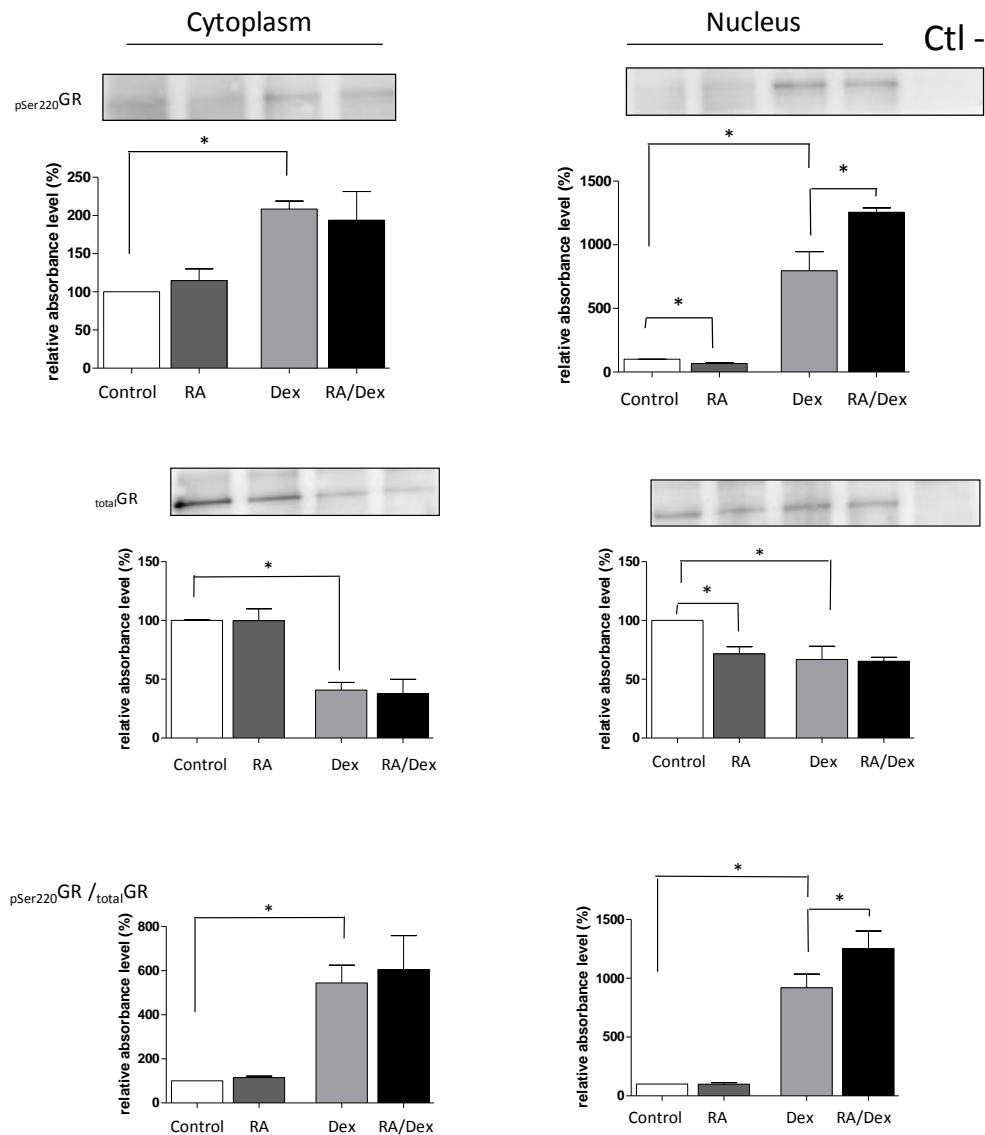 Cytoplasm
Nucleus
Ctl -
pSer220GR
*
relative absorbance level (%)
250
200
150
100
50
0
Control RA Dex RA/Dex
*
*
*
relative absorbance level (%)
1500
1000
500
0
Control RA Dex RA/Dex
totalGR
*
relative absorbance level (%)
150
100
50
0
Control RA Dex RA/Dex
*
*
relative absorbance level (%)
150
100
50
0
Control RA Dex RA/Dex
pSer220GR /totalGR
*
relative absorbance level (%)
800
600
400
200
0
Control RA Dex RA/Dex
*
*
relative absorbance level (%)
1500
1000
500
0
Control RA Dex RA/Dex